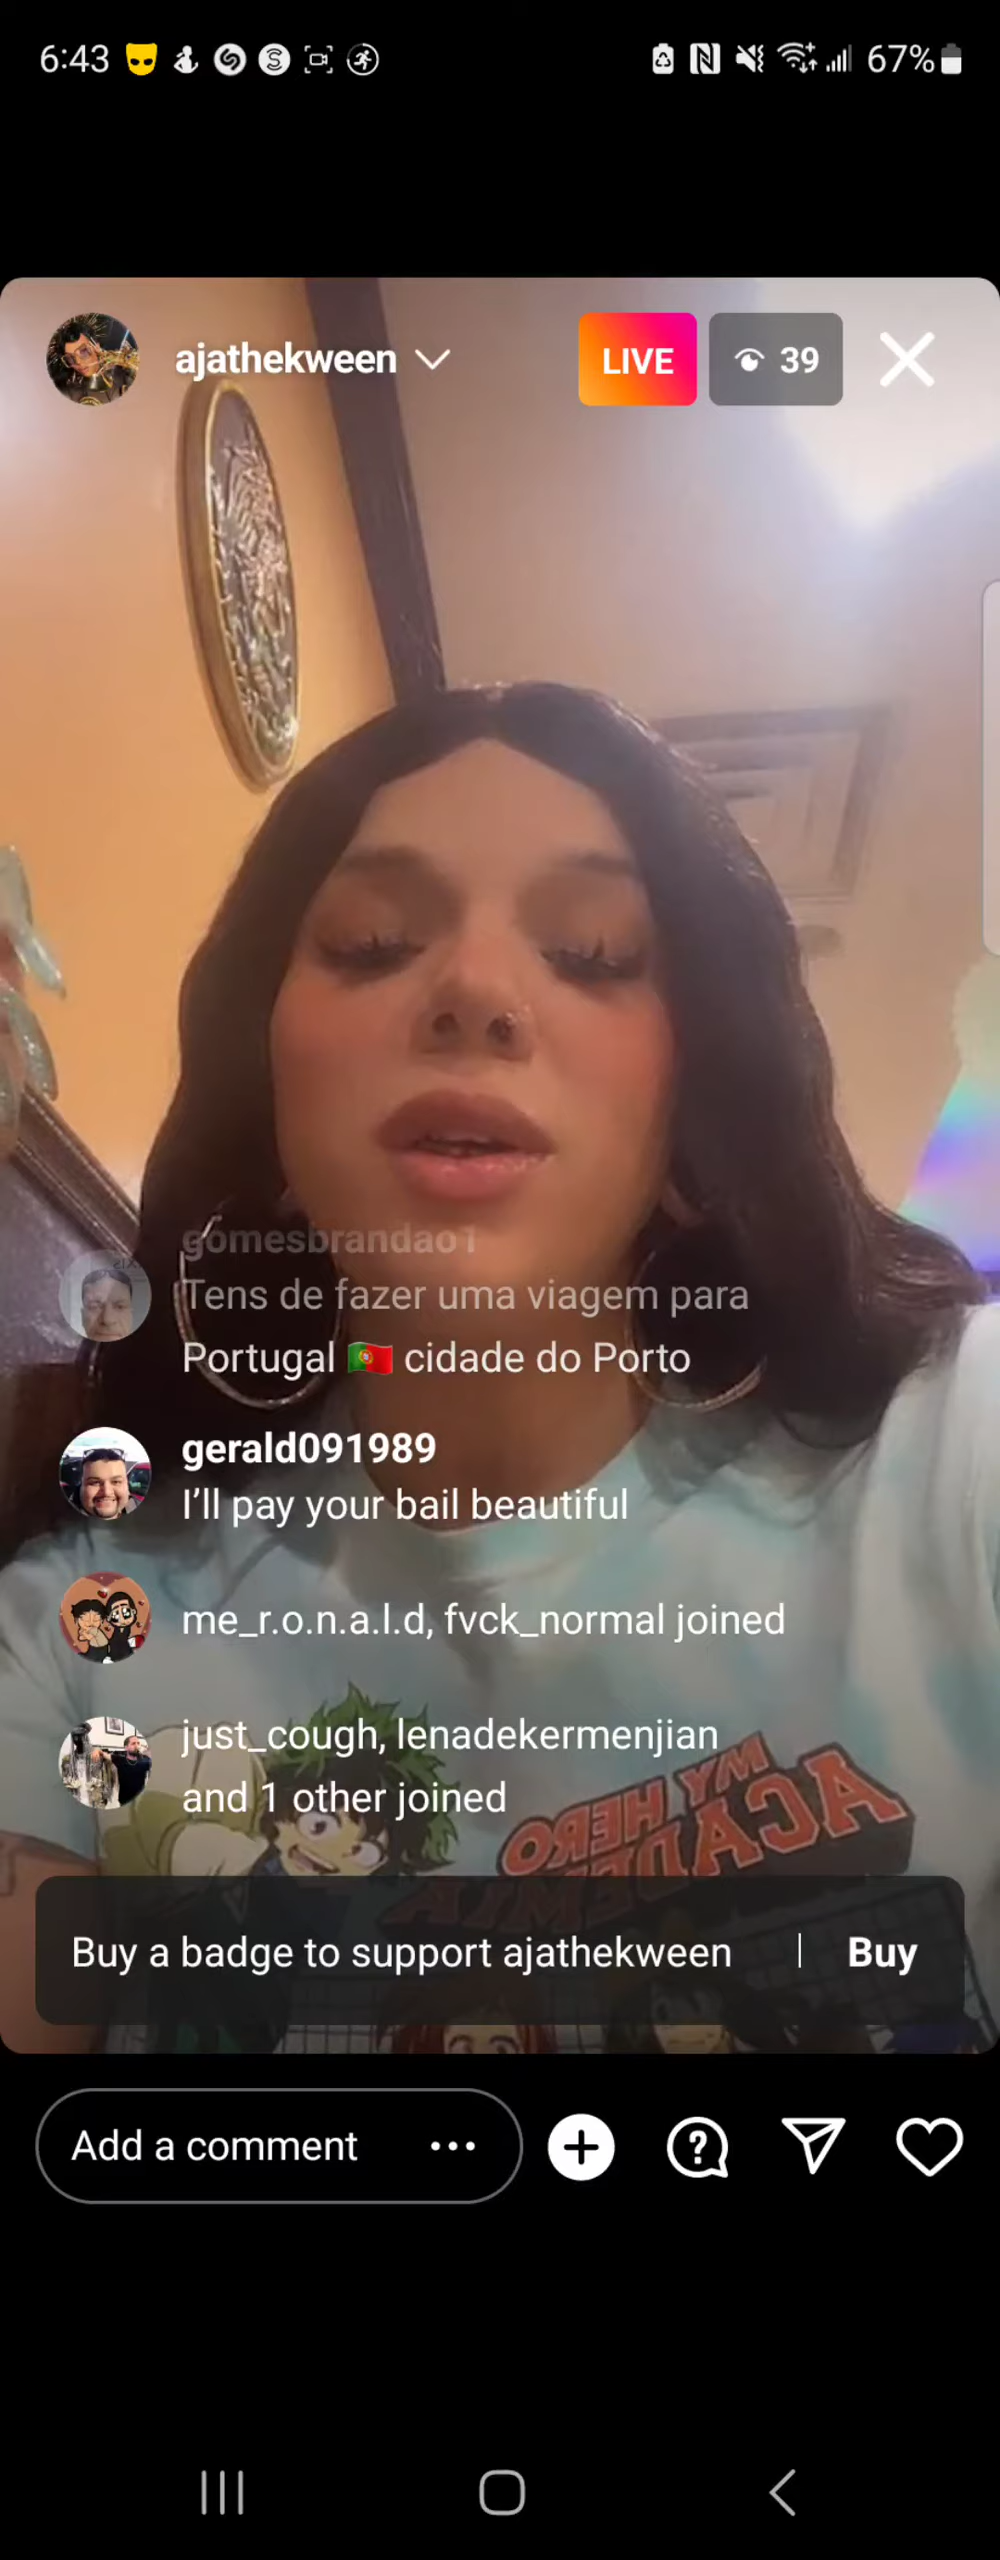 6:43
67%
ajathekween
LIVE
39
gomesbrandao1
Tens de fazer uma viagem para
Portugal 🇵🇹 cidade do Porto
gerald091989
I'll pay your bail beautiful
me_r.o.n.a.l.d, fvck_normal joined
just_cough, lenadekermenjian
and 1 other joined
MY HERO
ACADEMIA
Buy a badge to support ajathekween | Buy
Add a comment